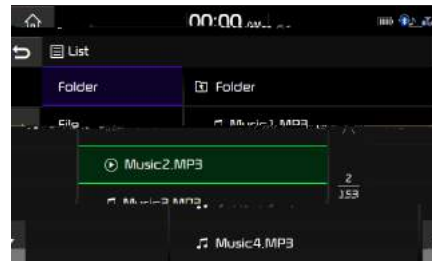 00:00
List
Folder
Folder
File
Music1.MP3
Music2.MP3
2
153
Music4.MP3